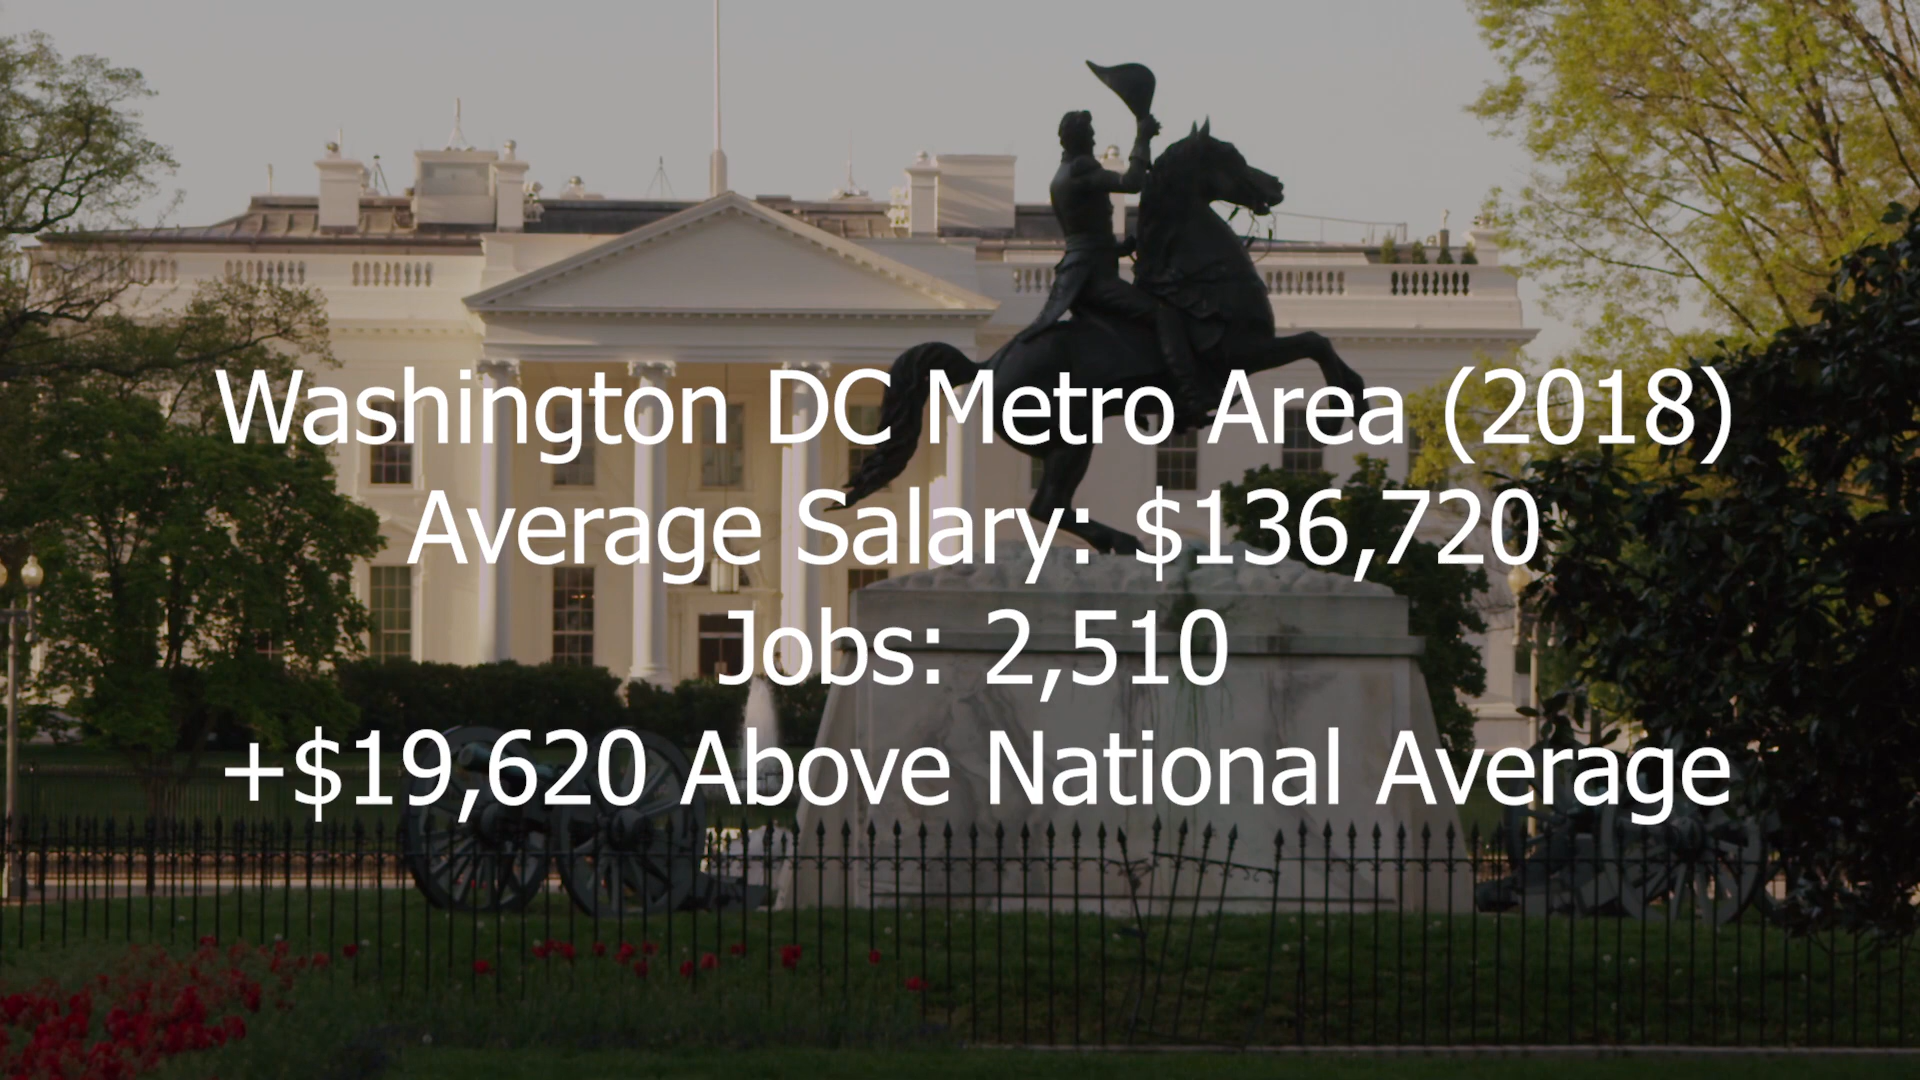 Washington DC Metro Area (2018)
Average Salary: $136,720
Jobs: 2,510
+$19,620 Above National Average